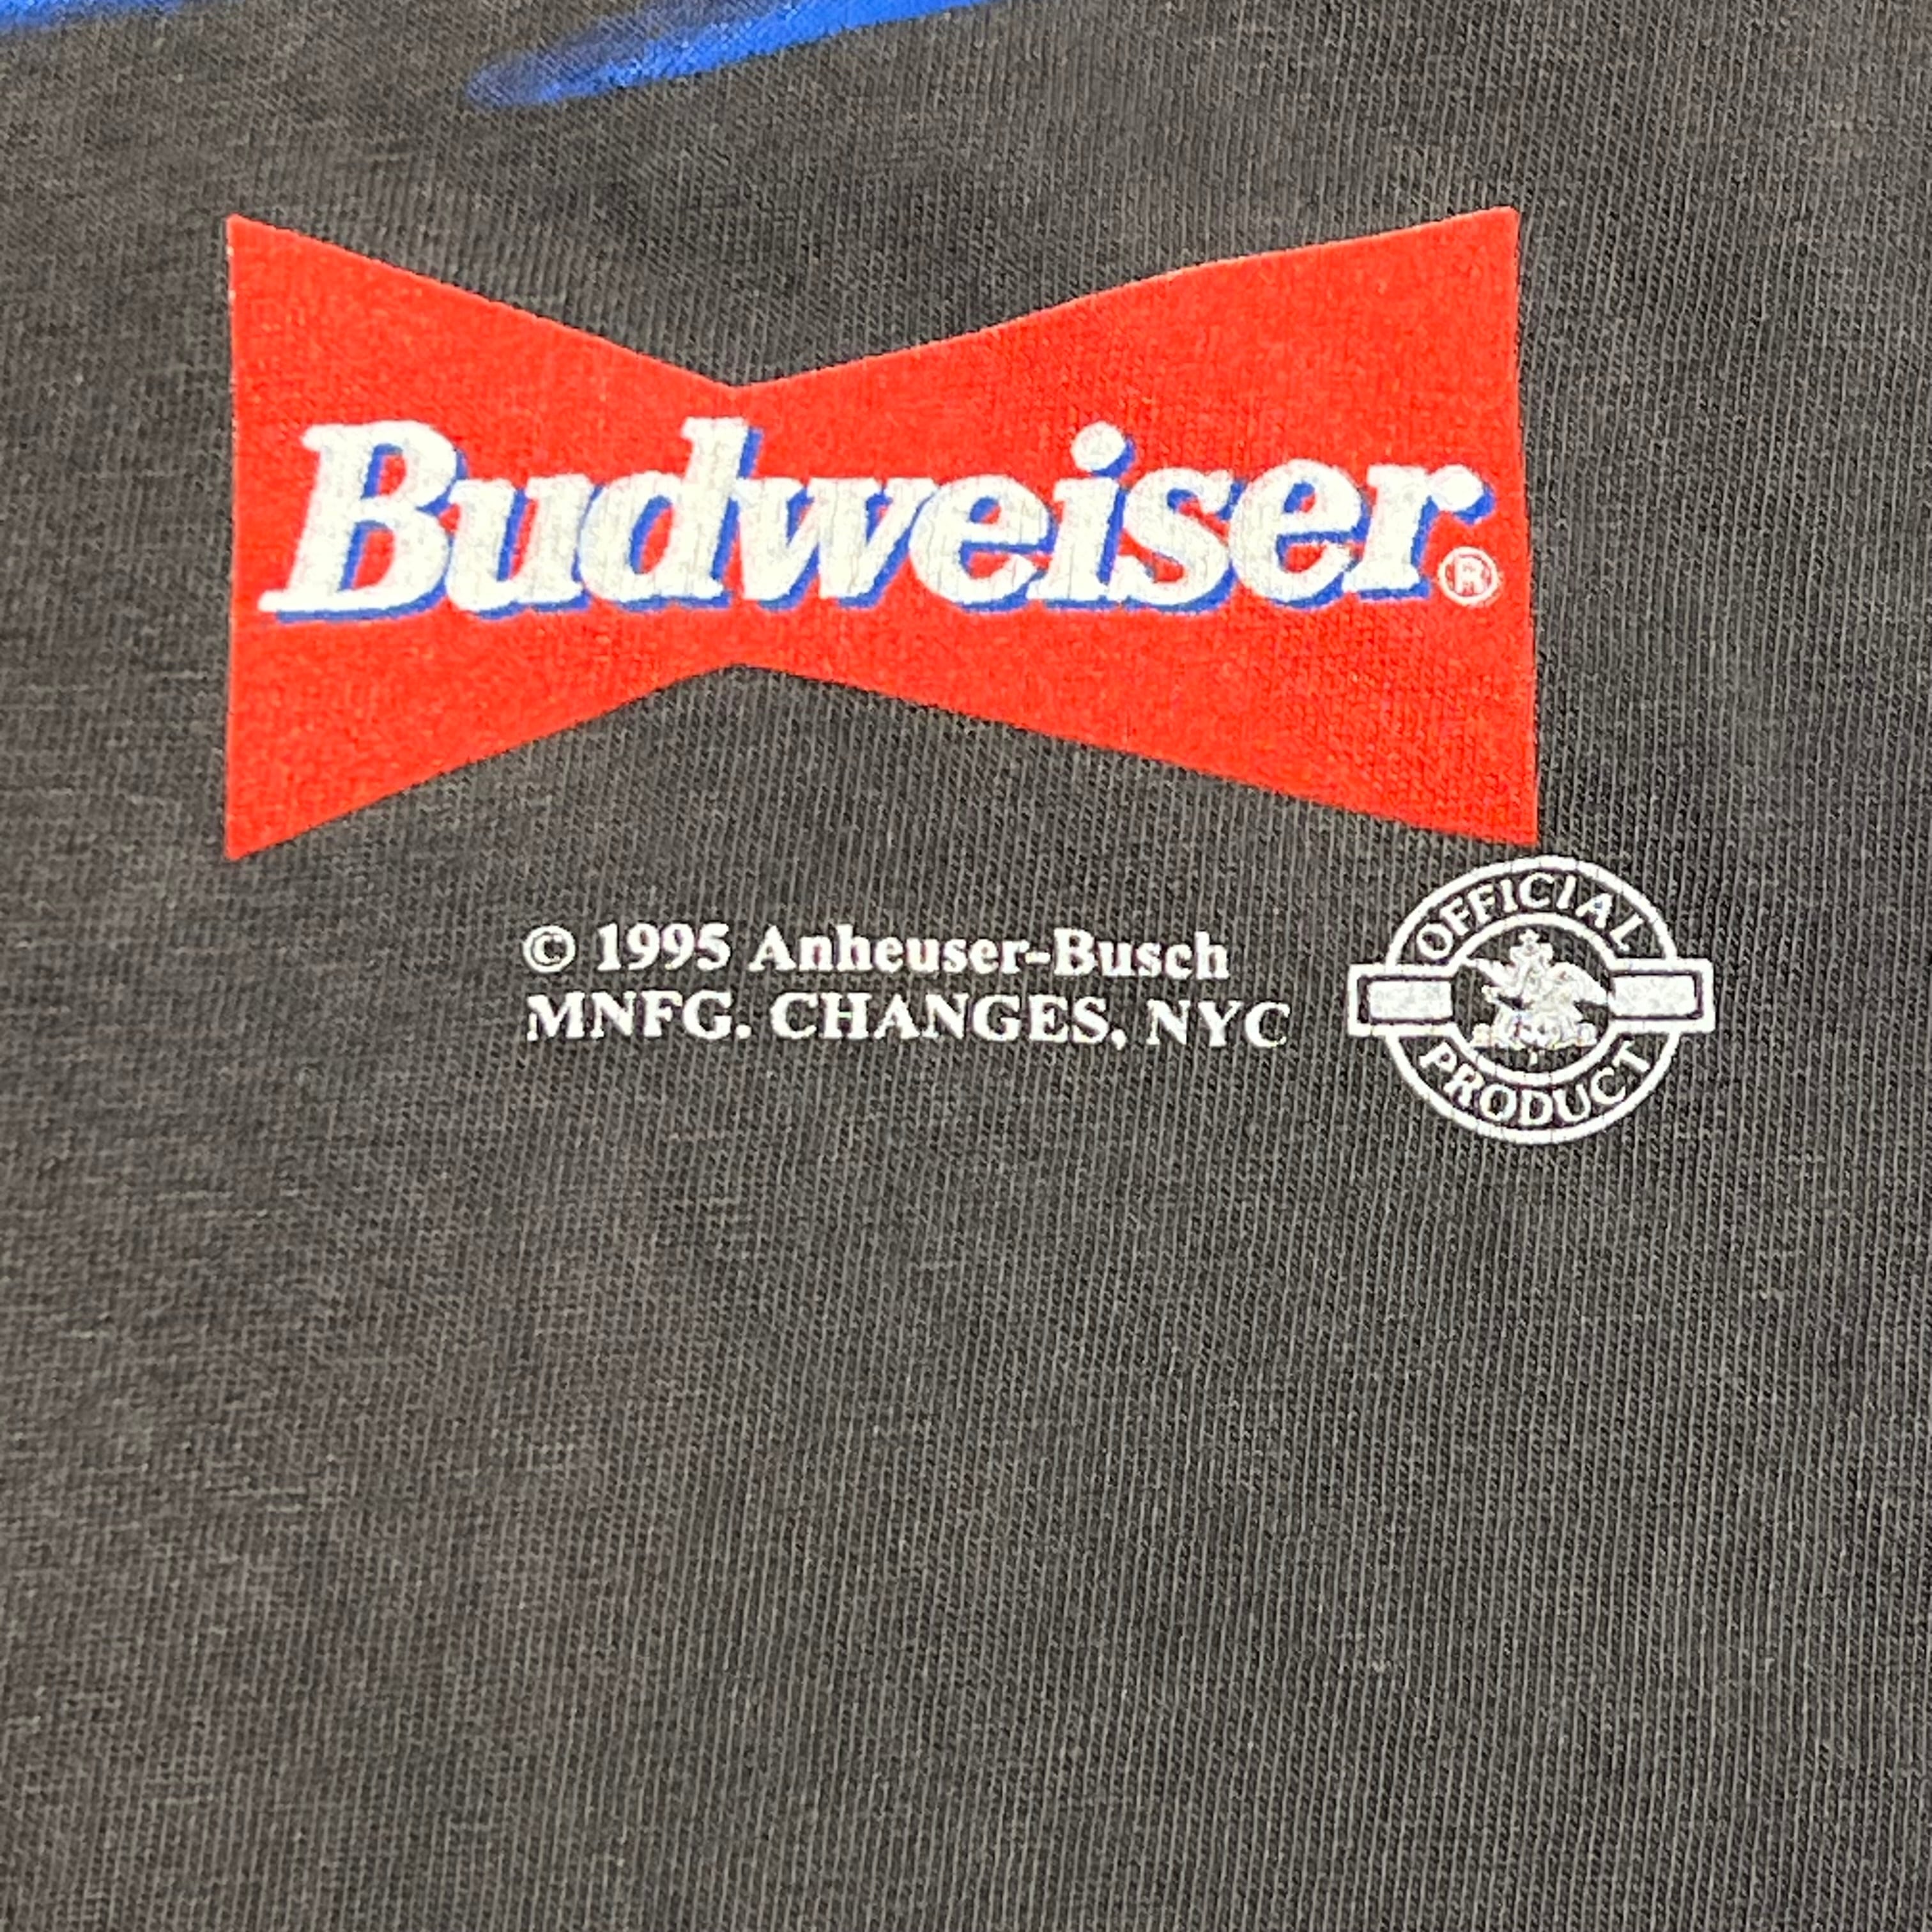 Budweiser®
© 1995 Anheuser-Busch
MNFG. CHANGES, NYC
OFFICIAL
PRODUCT